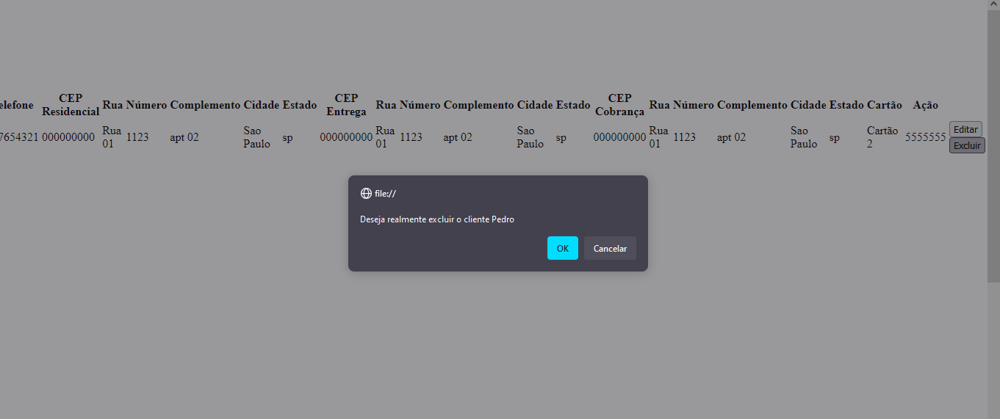 elefone CEP Residencial Rua Número Complemento Cidade Estado CEP Entrega Rua Número Complemento Cidade Estado CEP Cobrança Rua Número Complemento Cidade Estado Cartão Ação
7654321 000000000 Rua 01 1123 apt 02 Sao Paulo sp 000000000 Rua 01 1123 apt 02 Sao Paulo sp 000000000 Rua 01 1123 apt 02 Sao Paulo sp Cartão 2 5555555 Editar
Excluir
file://
Deseja realmente excluir o cliente Pedro
OK Cancelar